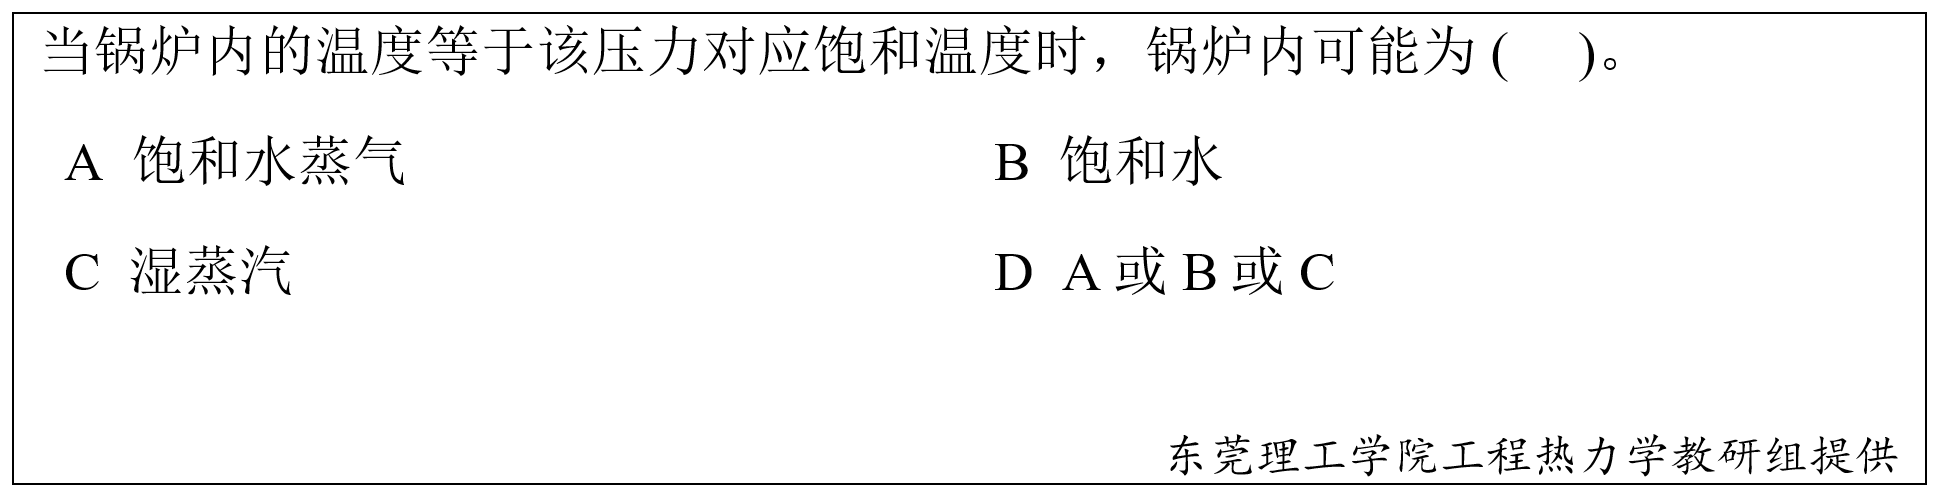 当锅炉内的温度等于该压力对应饱和温度时，锅炉内可能为 (    )。
A 饱和水蒸气 B 饱和水
C 湿蒸汽 D A 或 B 或 C
东莞理工学院工程热力学教研组提供